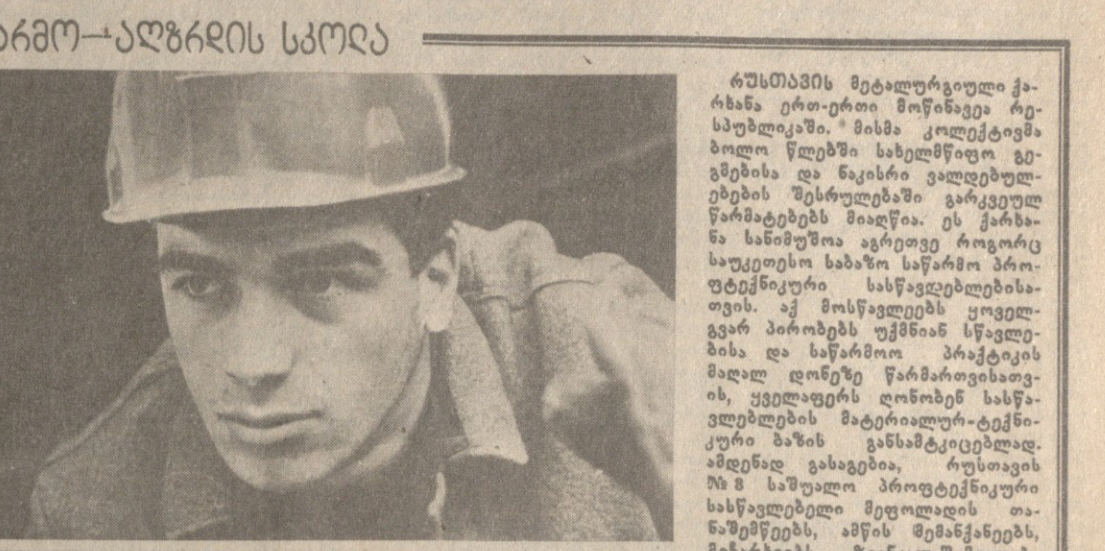 არმო—აღზრდის სკოლა
რუსთავის მეტალურგიული ქა-
რხანა ერთ-ერთი მოწინავეა რე-
სპუბლიკაში. მისმა კოლექტივმა
ბოლო წლებში სახელმწიფო გე-
გმებისა და ნაკისრი ვალდებულ-
ებების შესრულებაში გარკვეულ
წარმატებებს მიაღწია. ეს ქარხა-
ნა სანიმუშოა აგრეთვე როგორც
საუკეთესო საბაზო საწარმო პრო-
ფტექნიკური სასწავლებლებისა-
თვის. აქ მოსწავლეებს ყოველ-
გვარ პირობებს უქმნიან სწავლე-
ბისა და საწარმოო პრაქტიკის
მაღალ დონეზე წარმართვისათვ-
ის, ყველაფერს ღონობენ სასწა-
ვლებლების მატერიალურ-ტექნი-
კური ბაზის განსამტკიცებლად.
ამდენად გასაგებია, რუსთავის
№ 8 საშუალო პროფტექნიკური
სასწავლებელი მეფოლადის თა-
ნაშემწეებს, ამწის მემანქანეებს,